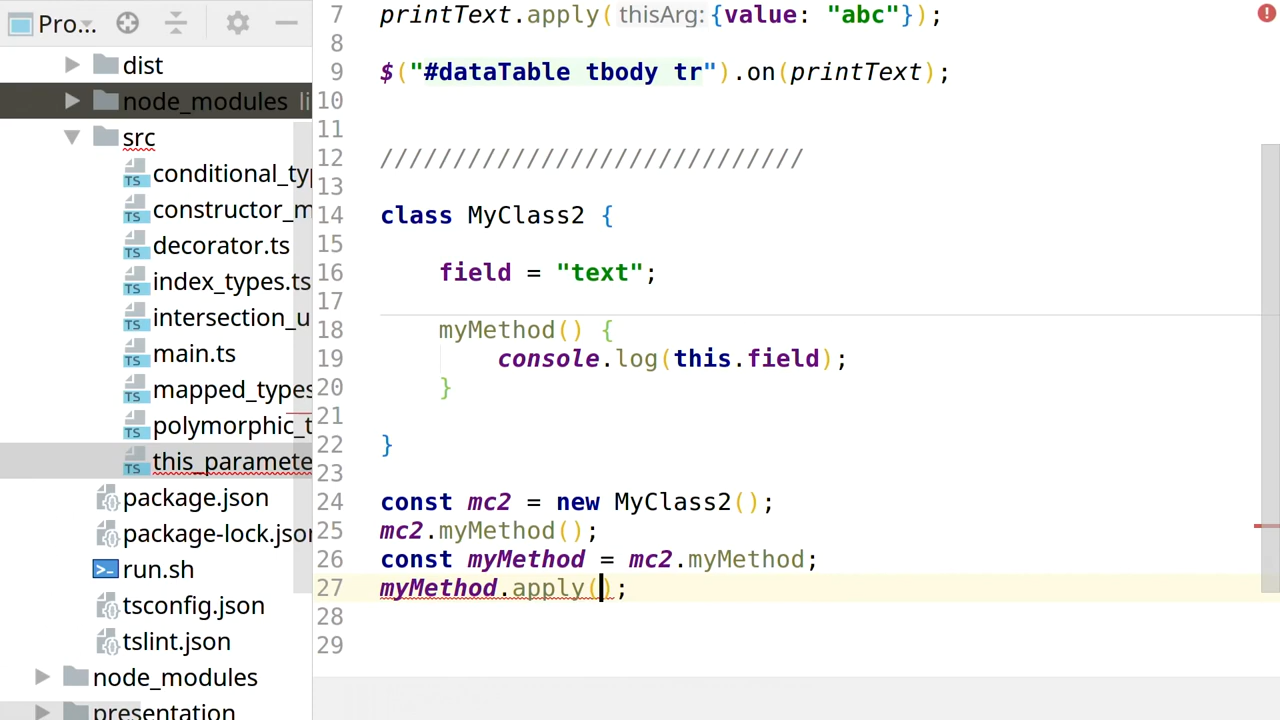 Pro...
dist
node_modules li
src
conditional_typ
constructor_m
decorator.ts
index_types.ts
intersection_u
main.ts
mapped_types
polymorphic_t
this_paramete
package.json
package-lock.json
run.sh
tsconfig.json
tslint.json
node_modules
presentation
7 printText.apply( thisArg: {value: "abc"});
8
9 $("#dataTable tbody tr").on(printText);
10
11
12 /////////////////////////////
13
14 class MyClass2 {
15
16 field = "text";
17
18 myMethod() {
19 console.log(this.field);
20 }
21
22 }
23
24 const mc2 = new MyClass2();
25 mc2.myMethod();
26 const myMethod = mc2.myMethod;
27 myMethod.apply();
28
29